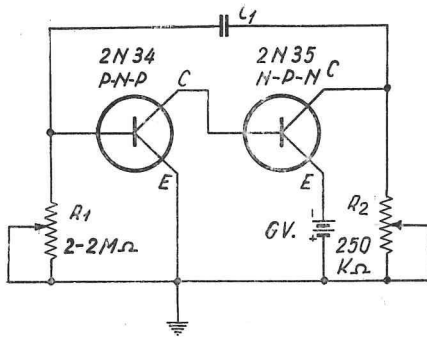 C1
2N34
P-N-P
C
E
2N35
N-P-N C
E
R1
2-2MΩ
6V.
-
+
R2
250
KΩ